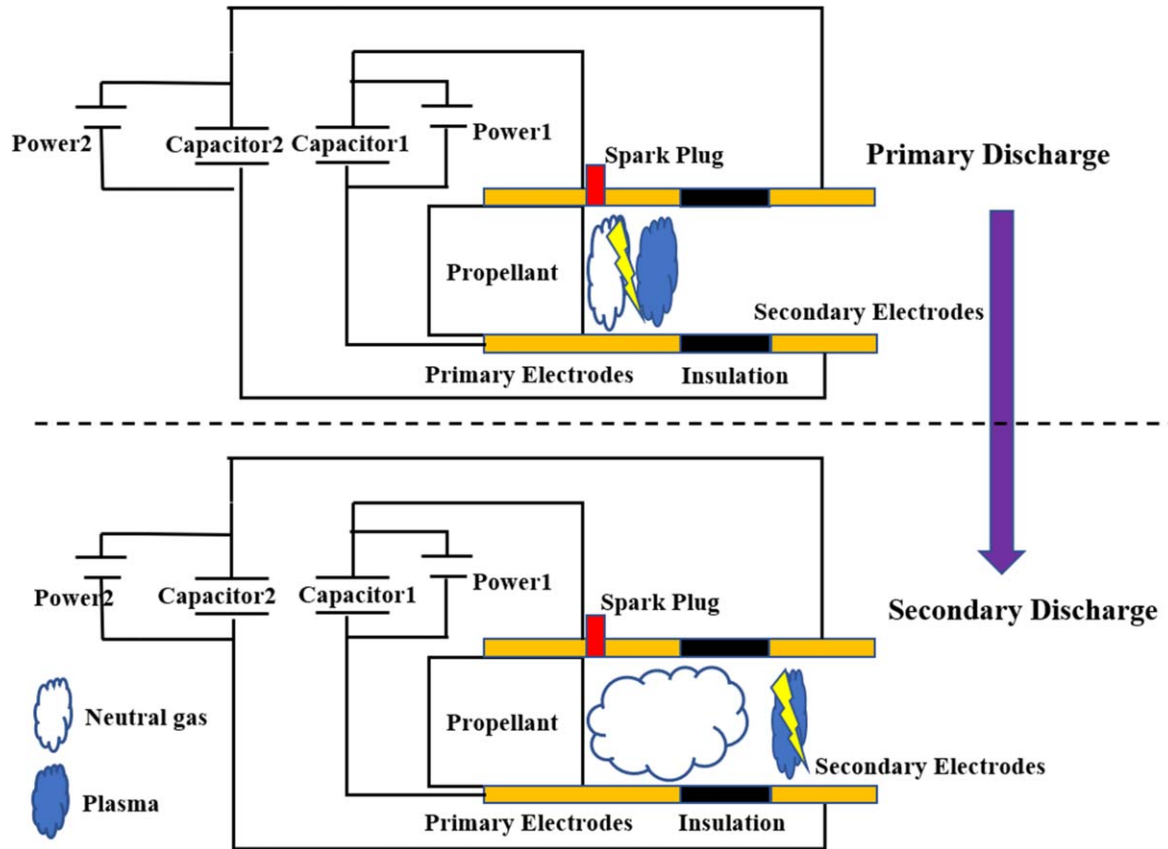 Power2
Capacitor2
Capacitor1
Power1
Spark Plug
Primary Discharge
Propellant
Secondary Electrodes
Primary Electrodes
Insulation
Power2
Capacitor2
Capacitor1
Power1
Spark Plug
Secondary Discharge
Neutral gas
Propellant
Secondary Electrodes
Plasma
Primary Electrodes
Insulation